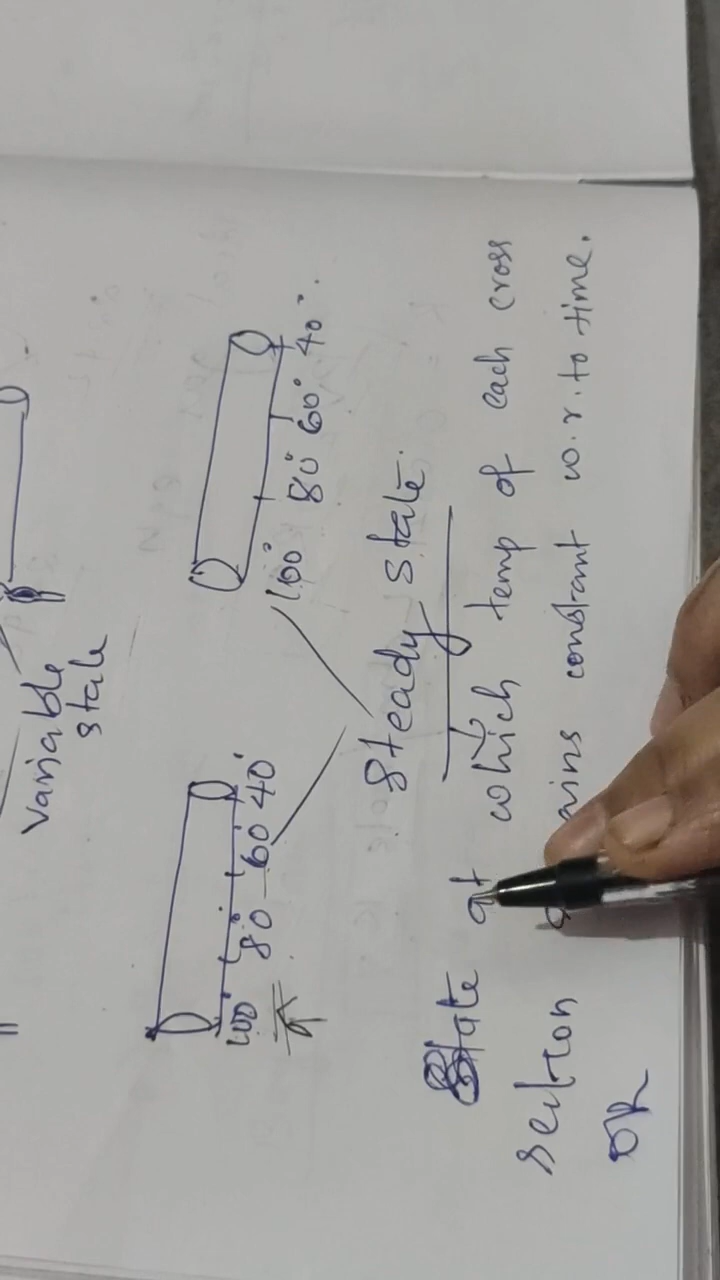 Variable
state
100° 80° 60° 40°
100° 80° 60° 40°
Steady state.
State at which temp of each cross
section constant w.r.to time.
OR